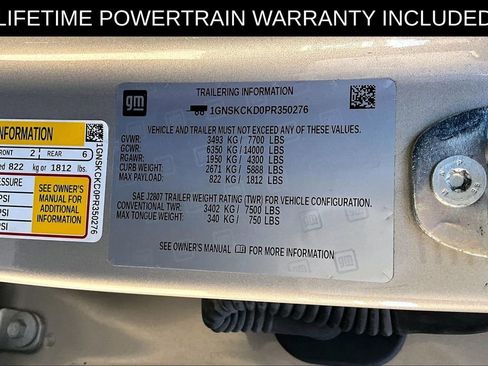 LIFETIME POWERTRAIN WARRANTY INCLUDED
gm
TRAILERING INFORMATION
1GNSKCKD0PR350276
VEHICLE AND TRAILER MUST NOT EXCEED ANY OF THESE VALUES.
GVWR: 3493 KG / 7700 LBS
GCWR: 6350 KG / 14000 LBS
RGAWR: 1950 KG / 4300 LBS
CURB WEIGHT: 2671 KG / 5888 LBS
MAX PAYLOAD: 822 KG / 1812 LBS
SAE J2807 TRAILER WEIGHT RATING (TWR) FOR VEHICLE CONFIGURATION.
CONVENTIONAL TWR: 3402 KG / 7500 LBS
MAX TONGUE WEIGHT: 340 KG / 750 LBS
SEE OWNER'S MANUAL FOR MORE INFORMATION
INFORMATION
FRONT 2 REAR 6
822 kg or 1812 lbs.
SEE OWNER'S
MANUAL FOR
ADDITIONAL
INFORMATION
PSI
PSI
PSI
1GNSKCKD0PR350276